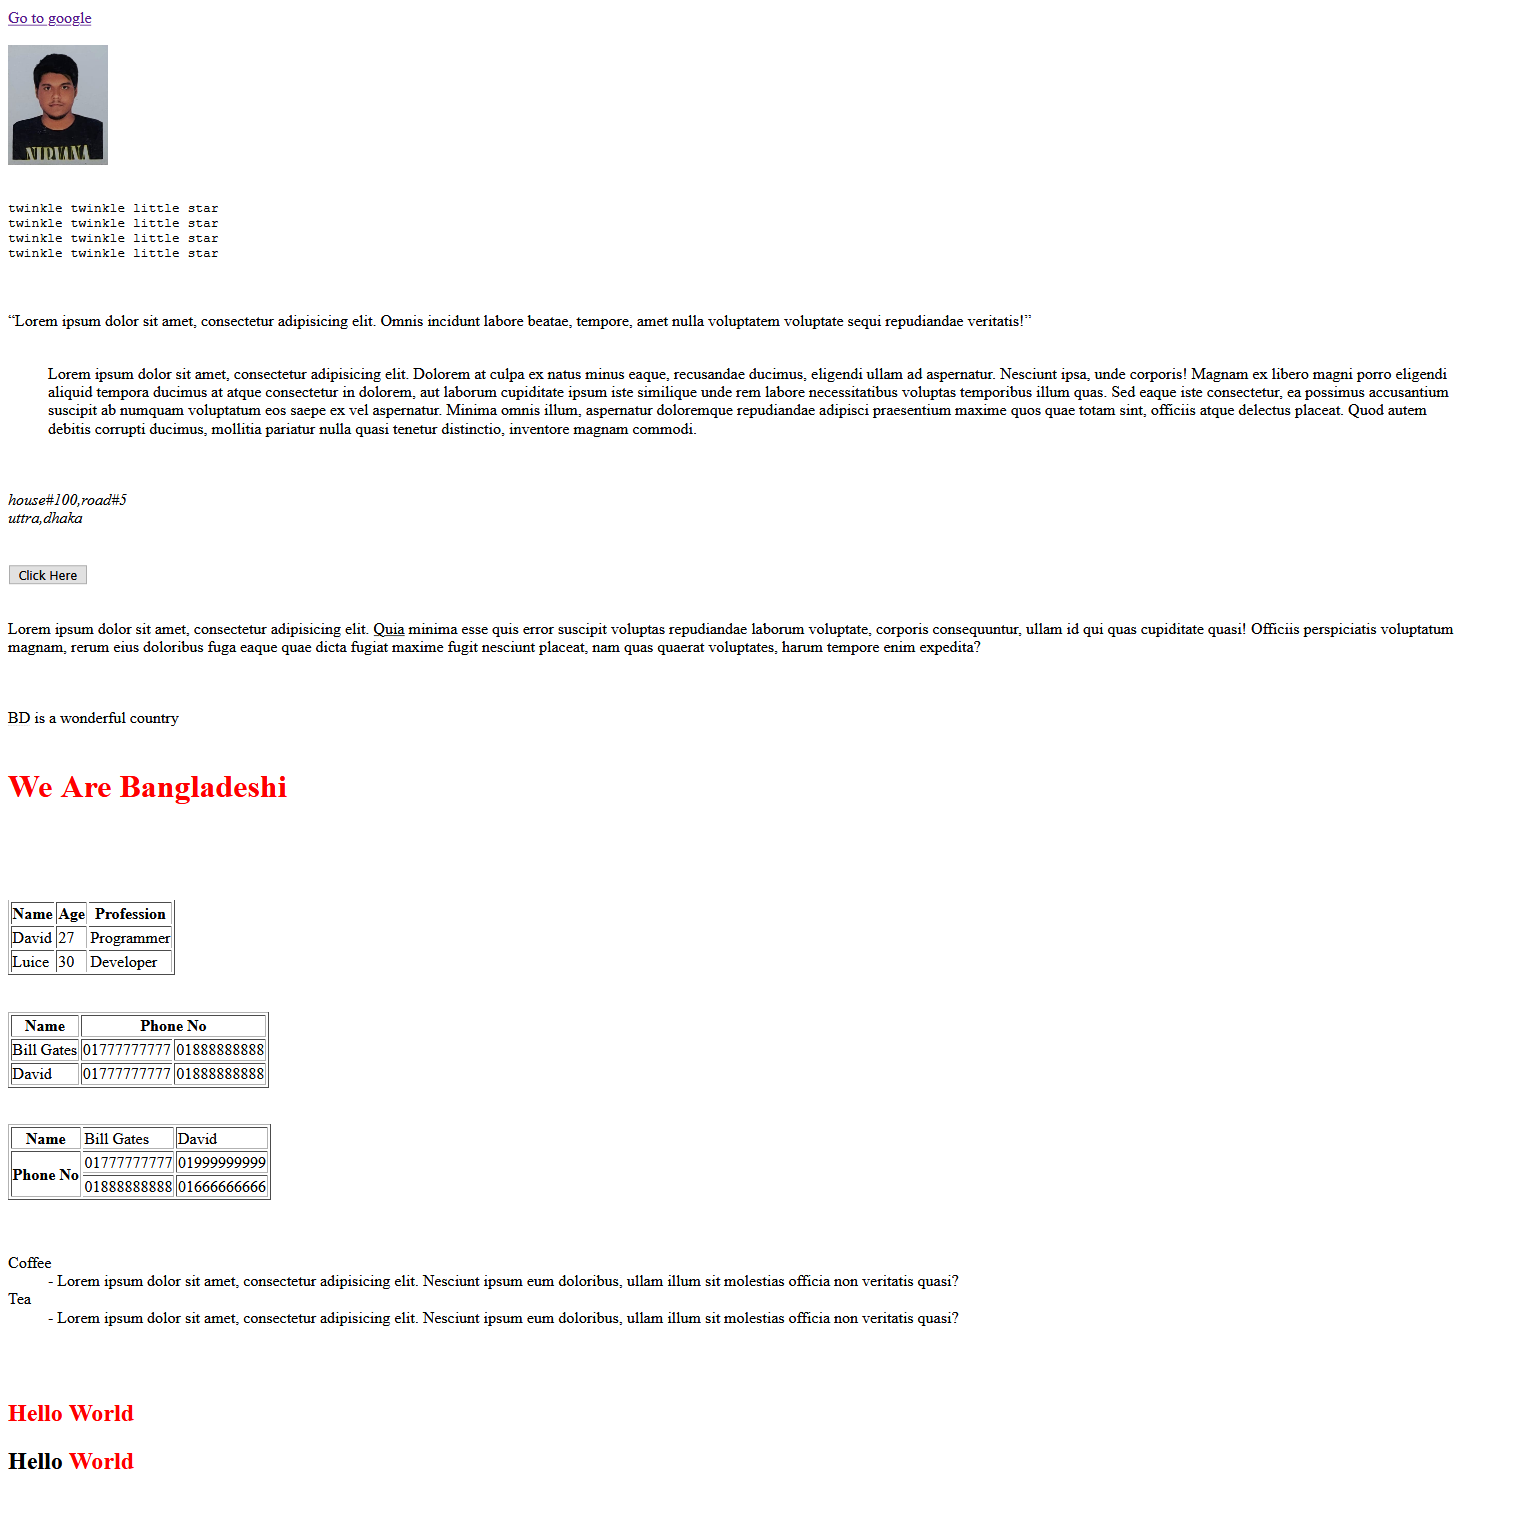 Go to google
NIRVANA
twinkle twinkle little star
twinkle twinkle little star
twinkle twinkle little star
twinkle twinkle little star
“Lorem ipsum dolor sit amet, consectetur adipisicing elit. Omnis incidunt labore beatae, tempore, amet nulla voluptatem voluptate sequi repudiandae veritatis!”
Lorem ipsum dolor sit amet, consectetur adipisicing elit. Dolorem at culpa ex natus minus eaque, recusandae ducimus, eligendi ullam ad aspernatur. Nesciunt ipsa, unde corporis! Magnam ex libero magni porro eligendi
aliquid tempora ducimus at atque consectetur in dolorem, aut laborum cupiditate ipsum iste similique unde rem labore necessitatibus voluptas temporibus illum quas. Sed eaque iste consectetur, ea possimus accusantium
suscipit ab numquam voluptatum eos saepe ex vel aspernatur. Minima omnis illum, aspernatur doloremque repudiandae adipisci praesentium maxime quos quae totam sint, officiis atque delectus placeat. Quod autem
debitis corrupti ducimus, mollitia pariatur nulla quasi tenetur distinctio, inventore magnam commodi.
house#100,road#5
uttra,dhaka
Click Here
Lorem ipsum dolor sit amet, consectetur adipisicing elit. Quia minima esse quis error suscipit voluptas repudiandae laborum voluptate, corporis consequuntur, ullam id qui quas cupiditate quasi! Officiis perspiciatis voluptatum
magnam, rerum eius doloribus fuga eaque quae dicta fugiat maxime fugit nesciunt placeat, nam quas quaerat voluptates, harum tempore enim expedita?
BD is a wonderful country
We Are Bangladeshi
Name Age Profession
David 27 Programmer
Luice 30 Developer
Name Phone No
Bill Gates 01777777777 01888888888
David 01777777777 01888888888
Name Bill Gates David
Phone No 01777777777 01999999999
01888888888 01666666666
Coffee
- Lorem ipsum dolor sit amet, consectetur adipisicing elit. Nesciunt ipsum eum doloribus, ullam illum sit molestias officia non veritatis quasi?
Tea
- Lorem ipsum dolor sit amet, consectetur adipisicing elit. Nesciunt ipsum eum doloribus, ullam illum sit molestias officia non veritatis quasi?
Hello World
Hello World